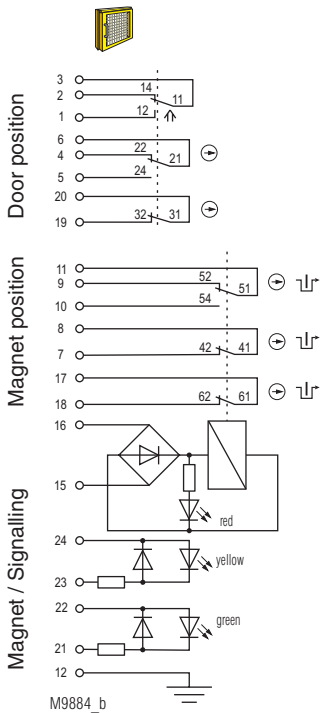 Door position
3
2 14
11
1 12
6
22
4 21
5 24
20
19 32 31
Magnet position
11
9 52
51
10 54
8
7 42 41
17
18 62 61
Magnet / Signalling
16
15
red
24
yellow
23
22
green
21
12
M9884_b